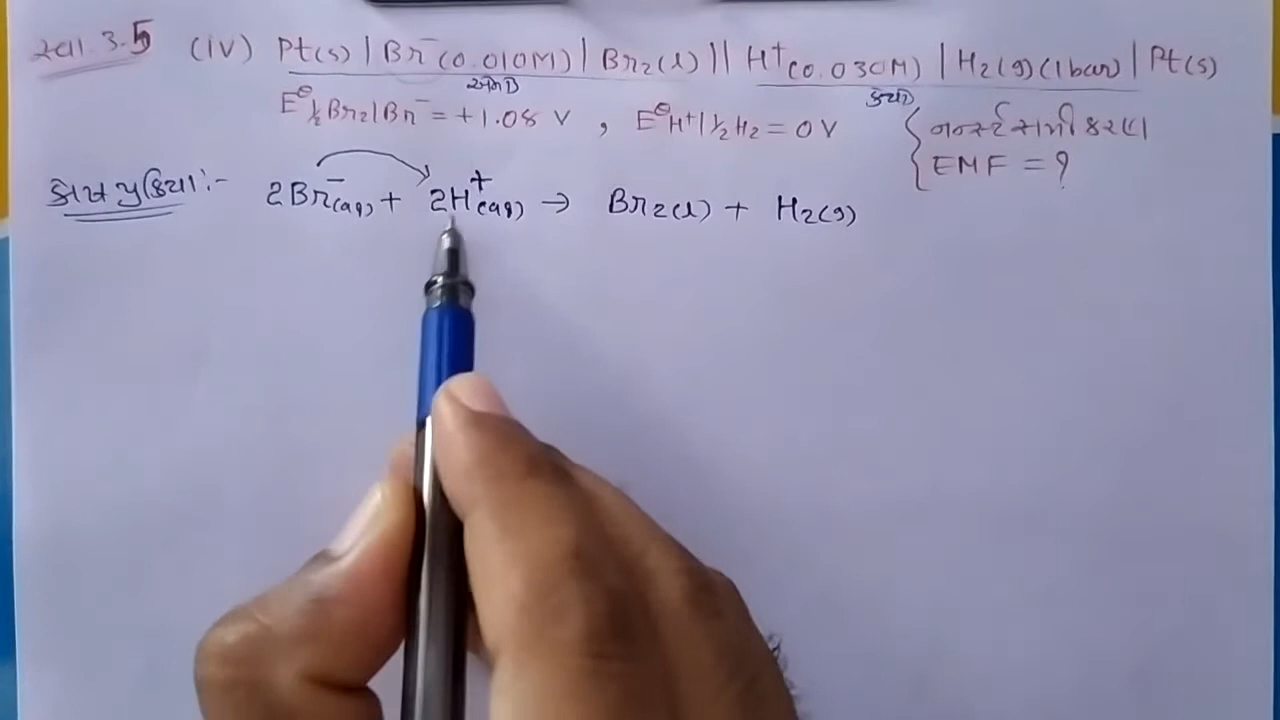 સ્વા.3.5 (iv) Pt(s) | Br⁻(0.010M) | Br₂(l) || H⁺(0.030M) | H₂(g)(1bar) | Pt(s)
એનોડ કેથોડ
E⊖½Br₂|Br⁻ = +1.08 V , E⊖H⁺|½H₂ = 0 V { નર્ન્સ્ટ સમી કરણ
EMF = ?
કોષ પ્રક્રિયા :- 2Br⁻(aq) + 2H⁺(aq) → Br₂(l) + H₂(g)